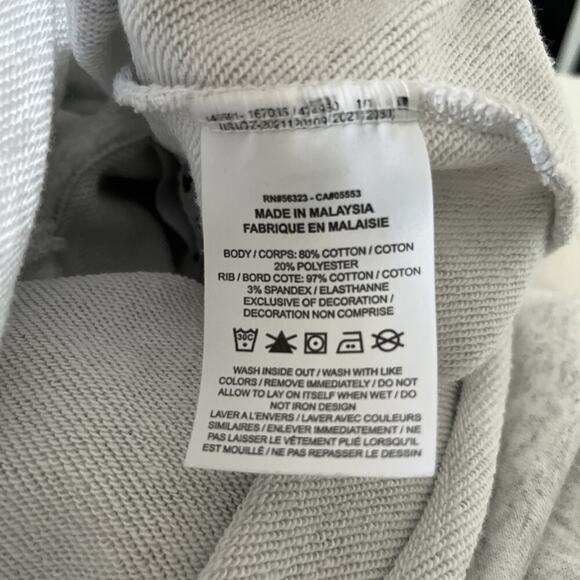 RN#56323 - CA#05553
MADE IN MALAYSIA
FABRIQUE EN MALAISIE
BODY / CORPS: 80% COTTON / COTON
20% POLYESTER
RIB / BORD COTE: 97% COTTON / COTON
3% SPANDEX / ELASTHANNE
EXCLUSIVE OF DECORATION /
DECORATION NON COMPRISE
30C
WASH INSIDE OUT / WASH WITH LIKE
COLORS / REMOVE IMMEDIATELY / DO NOT
ALLOW TO LAY ON ITSELF WHEN WET / DO
NOT IRON DESIGN
LAVER A L'ENVERS / LAVER AVEC COULEURS
SIMILAIRES / ENLEVER IMMEDIATEMENT / NE
PAS LAISSER LE VÊTEMENT PLIÉ LORSQU'IL
EST MOUILLÉ / NE PAS REPASSER LE DESSIN